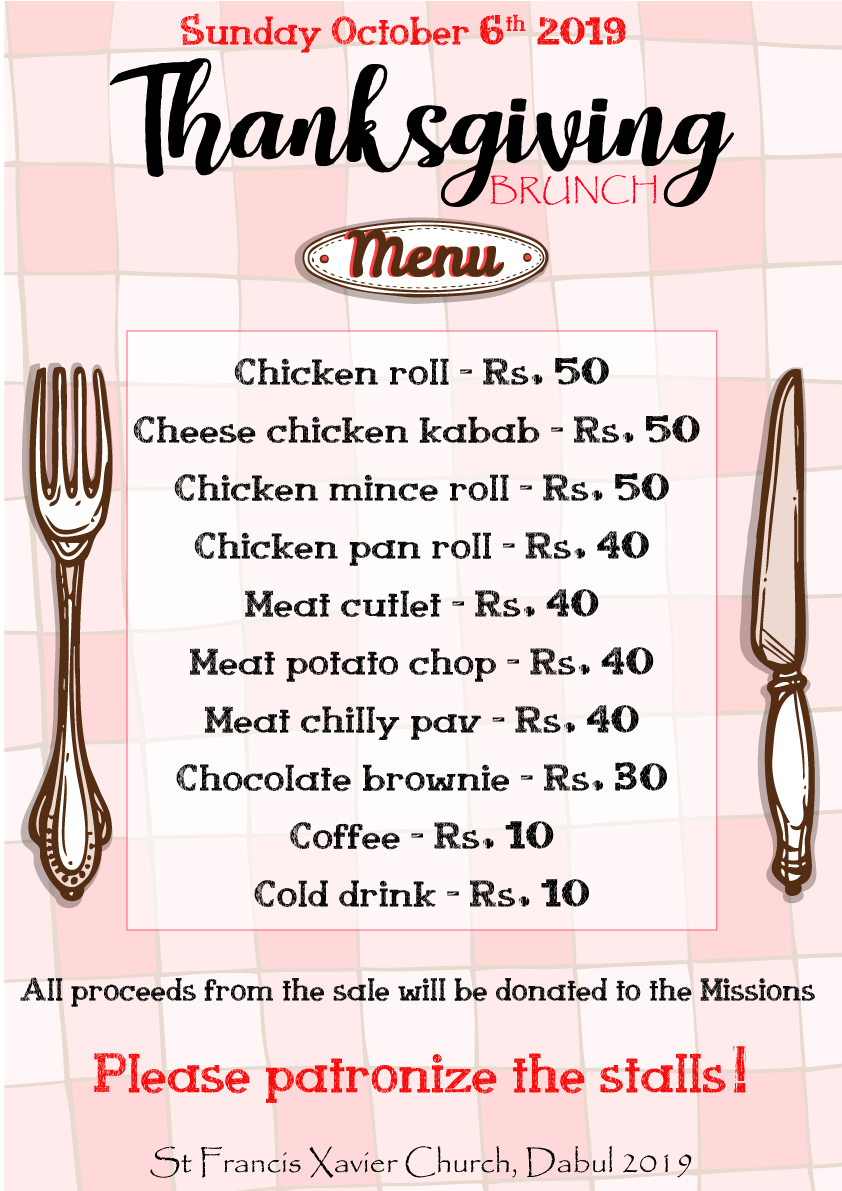 Sunday October 6th 2019
Thanksgiving
BRUNCH
Menu
Chicken roll - Rs. 50
Cheese chicken kabab - Rs. 50
Chicken mince roll - Rs. 50
Chicken pan roll - Rs. 40
Meat cutlet - Rs. 40
Meat potato chop - Rs. 40
Meat chilly pav - Rs. 40
Chocolate brownie - Rs. 30
Coffee - Rs. 10
Cold drink - Rs. 10
All proceeds from the sale will be donated to the Missions
Please patronize the stalls!
St Francis Xavier Church, Dabul 2019